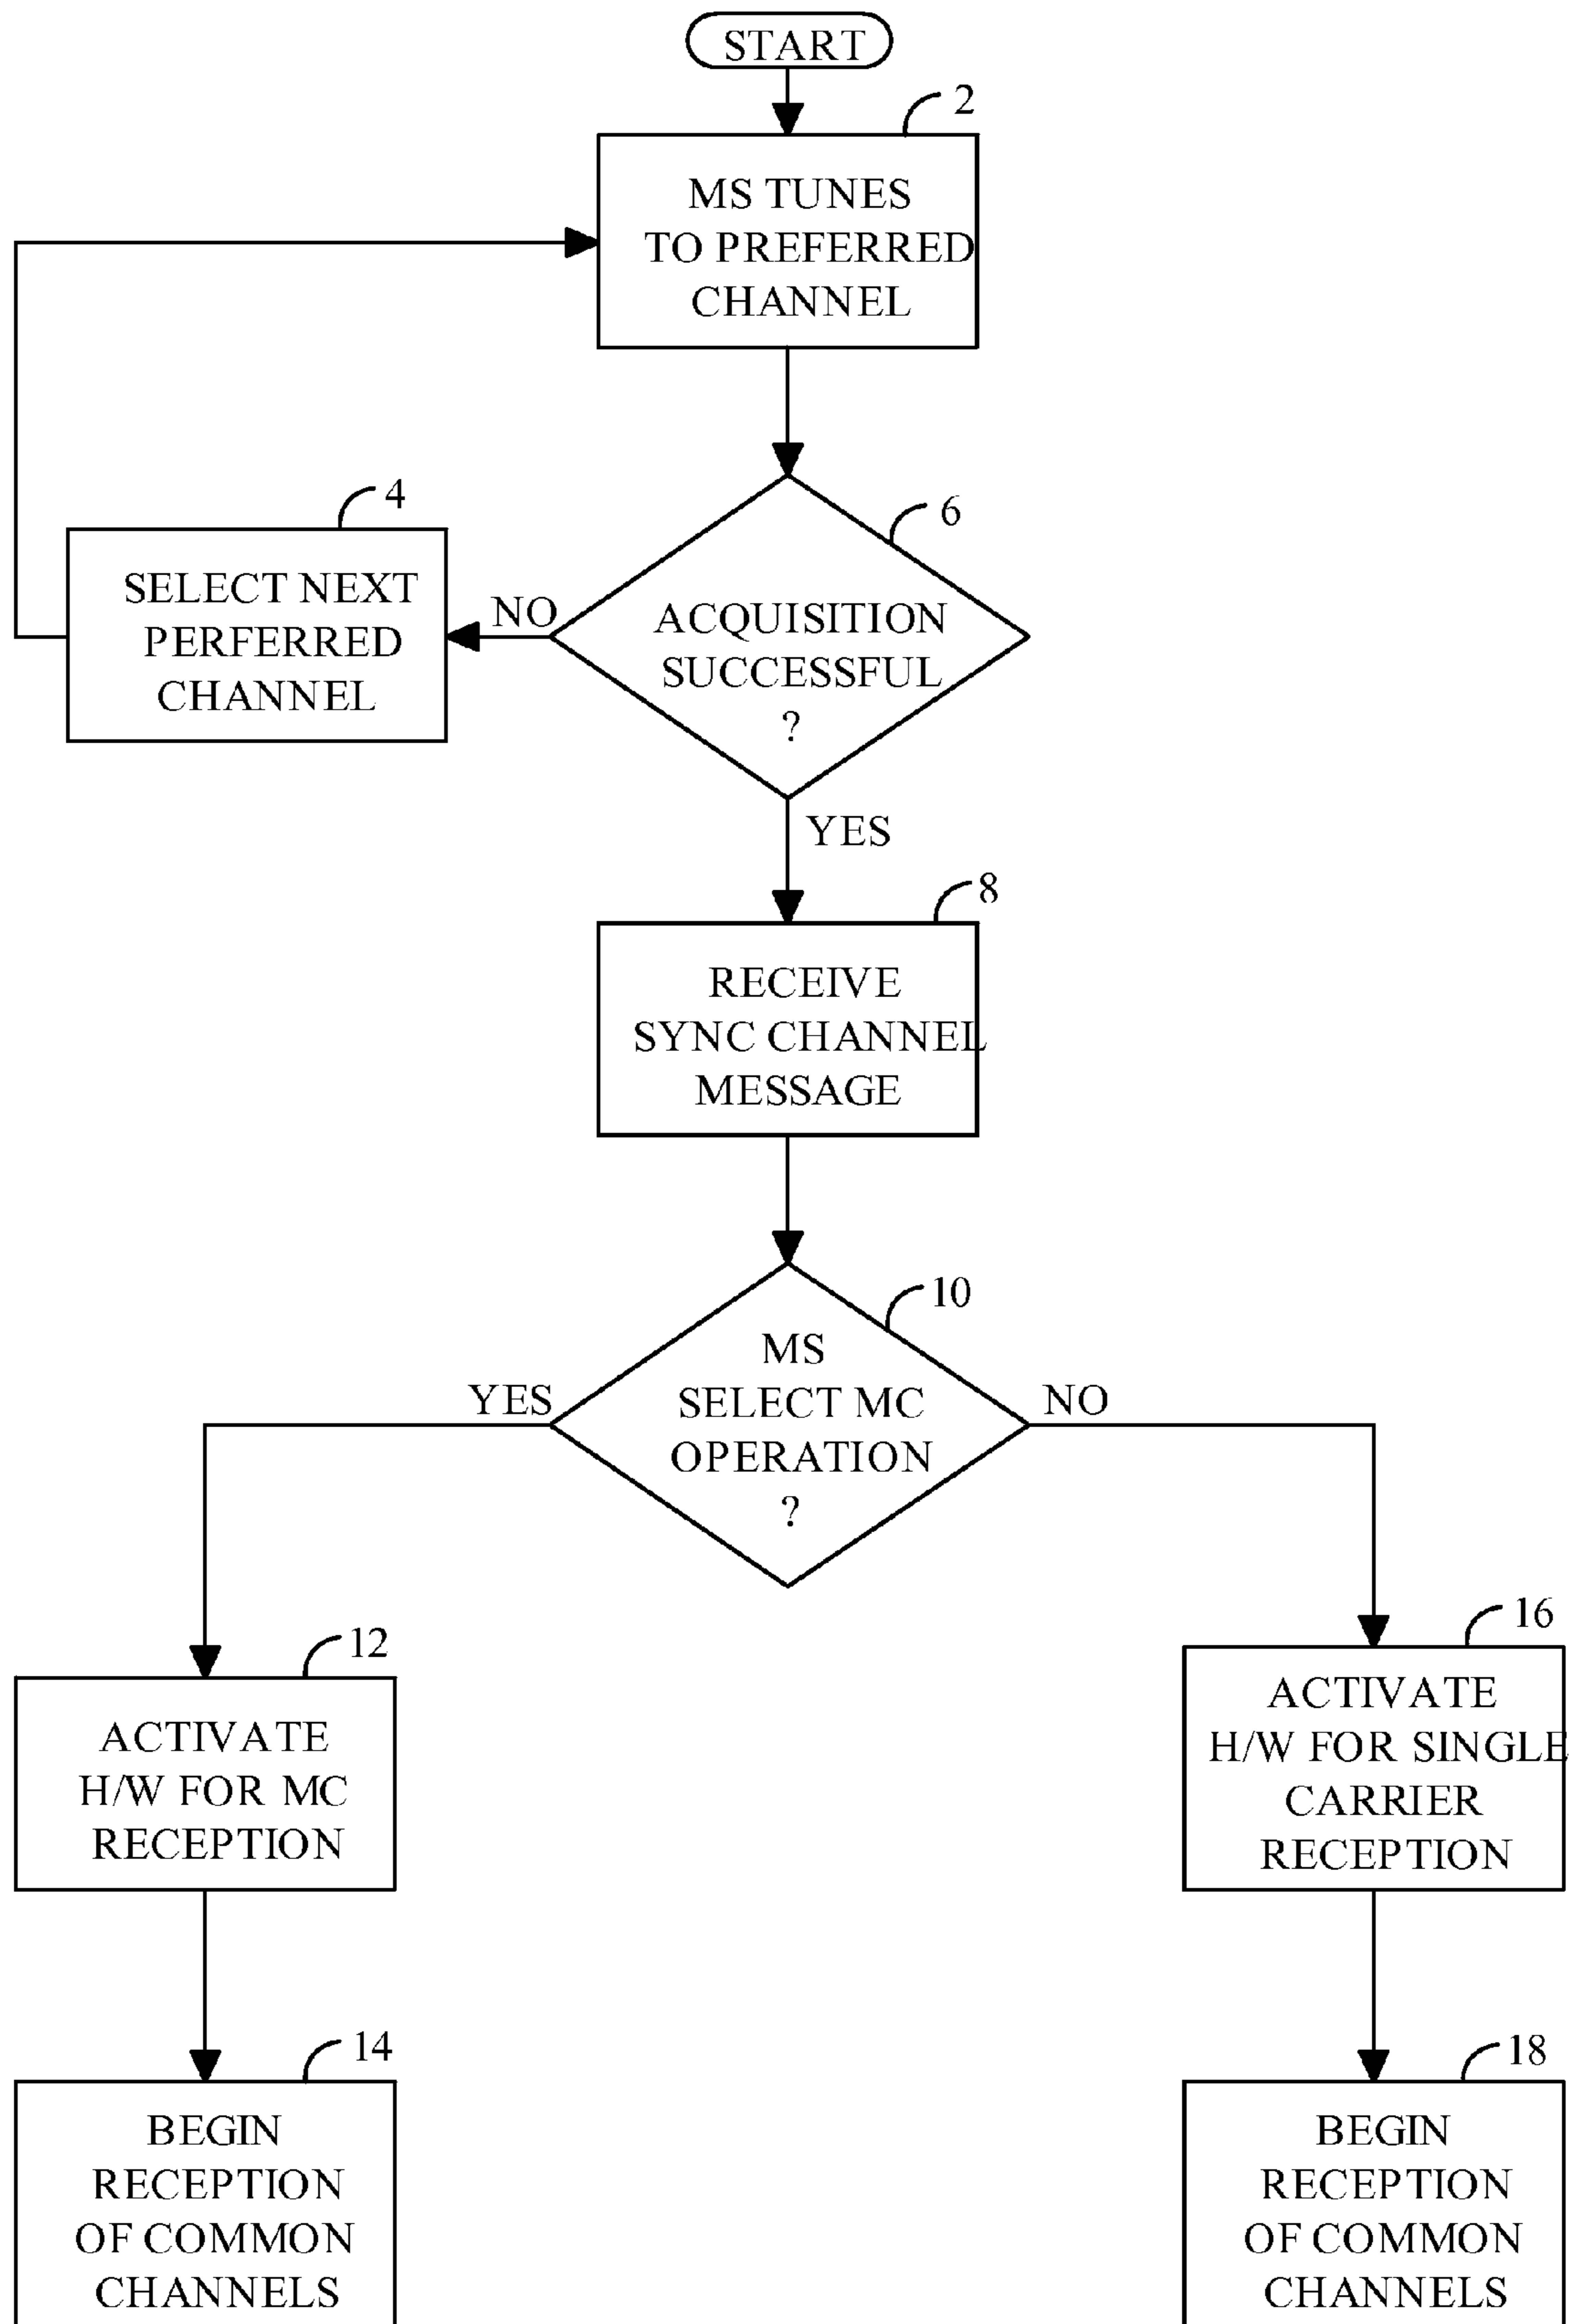 START
2
MS TUNES
TO PREFERRED
CHANNEL
4
SELECT NEXT
PERFERRED
CHANNEL
NO
6
ACQUISITION
SUCCESSFUL
?
YES
8
RECEIVE
SYNC CHANNEL
MESSAGE
10
MS
SELECT MC
OPERATION
?
YES
NO
12
ACTIVATE
H/W FOR MC
RECEPTION
16
ACTIVATE
H/W FOR SINGLE
CARRIER
RECEPTION
14
BEGIN
RECEPTION
OF COMMON
CHANNELS
18
BEGIN
RECEPTION
OF COMMON
CHANNELS